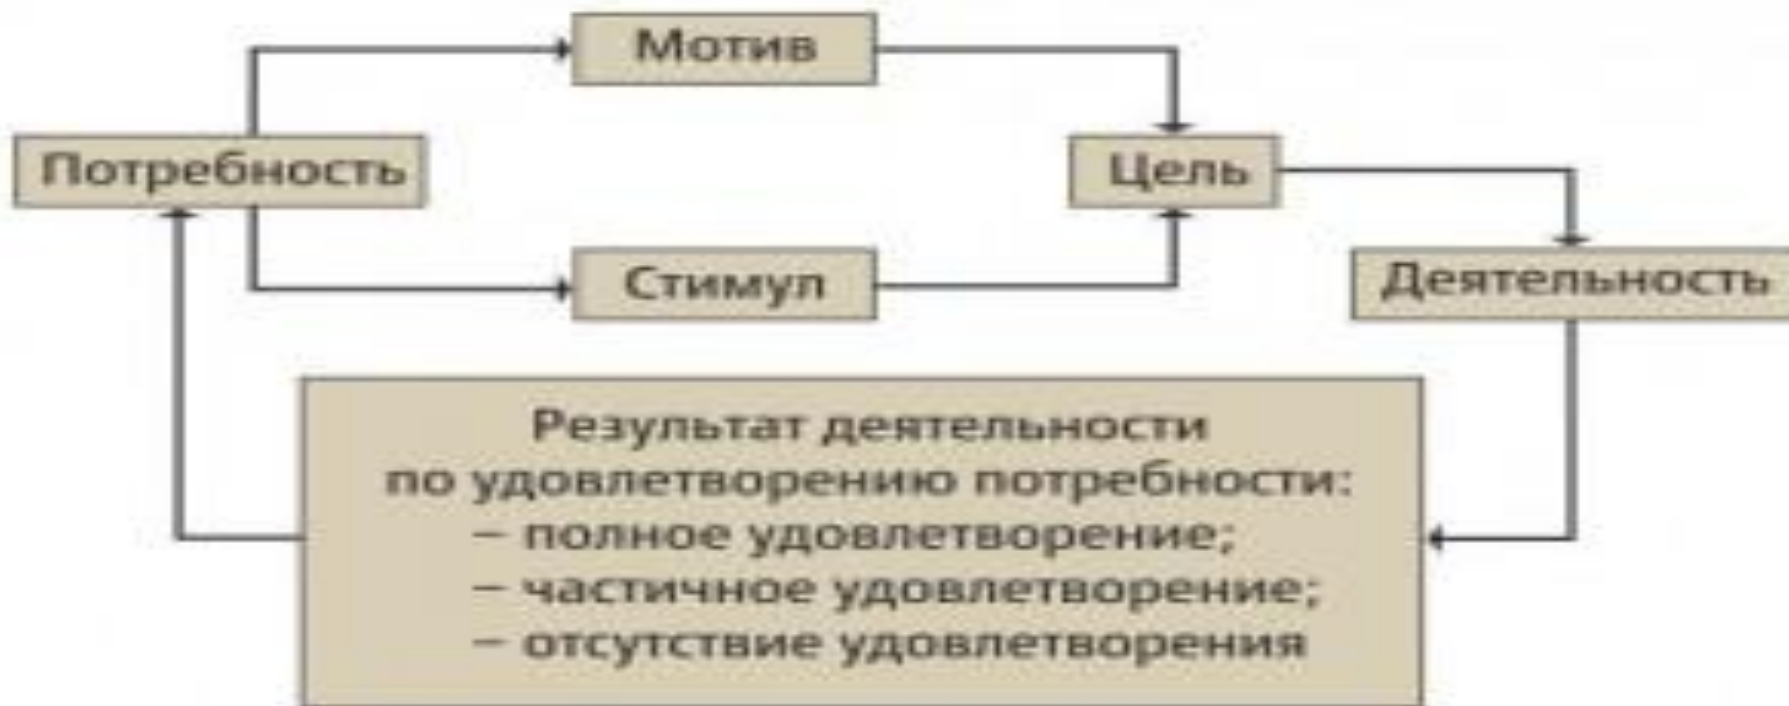 Мотив
Потребность
Цель
Стимул
Деятельность
Результат деятельности
по удовлетворению потребности:
– полное удовлетворение;
– частичное удовлетворение;
– отсутствие удовлетворения